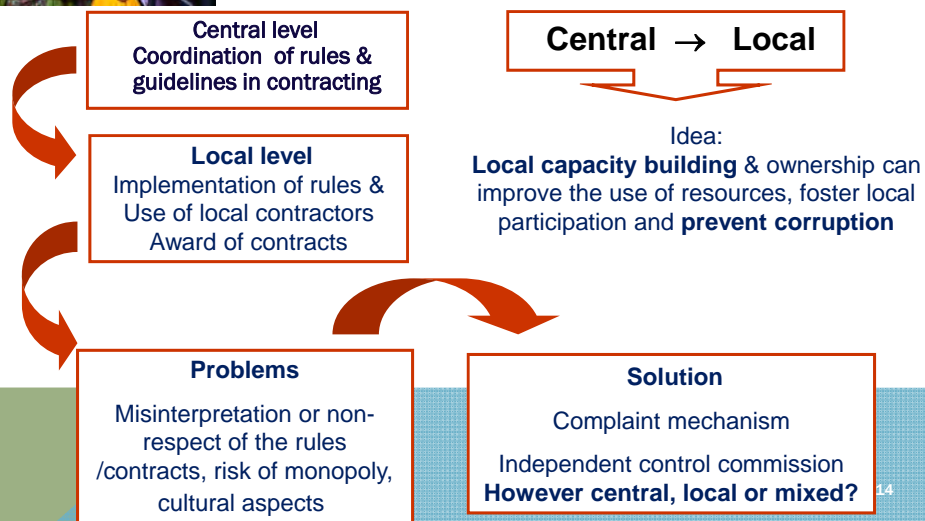 Central level
Coordination of rules &
guidelines in contracting
Local level
Implementation of rules &
Use of local contractors
Award of contracts
Problems
Misinterpretation or non-
respect of the rules
/contracts, risk of monopoly,
cultural aspects
Central → Local
Idea:
Local capacity building & ownership can
improve the use of resources, foster local
participation and prevent corruption
Solution
Complaint mechanism
Independent control commission
However central, local or mixed?
14